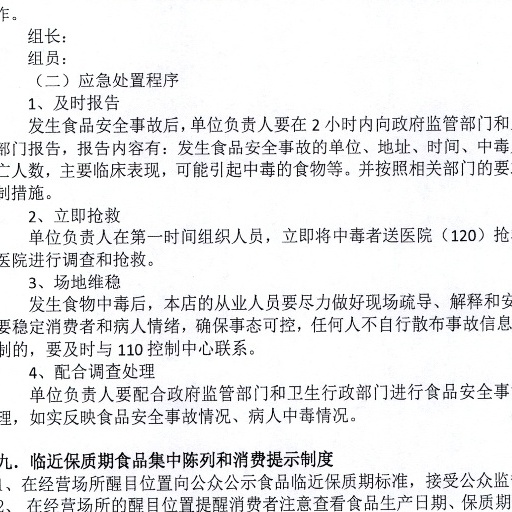 作。
组长：
组员：
（二）应急处置程序
1、及时报告
发生食品安全事故后，单位负责人要在 2 小时内向政府监管部门和
部门报告，报告内容有：发生食品安全事故的单位、地址、时间、中毒
亡人数，主要临床表现，可能引起中毒的食物等。并按照相关部门的要
制措施。
2、立即抢救
单位负责人在第一时间组织人员，立即将中毒者送医院（120）抢
医院进行调查和抢救。
3、场地维稳
发生食物中毒后，本店的从业人员要尽力做好现场疏导、解释和安
要稳定消费者和病人情绪，确保事态可控，任何人不自行散布事故信息
制的，要及时与 110 控制中心联系。
4、配合调查处理
单位负责人要配合政府监管部门和卫生行政部门进行食品安全事
理，如实反映食品安全事故情况、病人中毒情况。
九．临近保质期食品集中陈列和消费提示制度
1、在经营场所醒目位置向公众公示食品临近保质期标准，接受公众监
2、 在经营场所的醒目位置提醒消费者注意查看食品生产日期、保质期